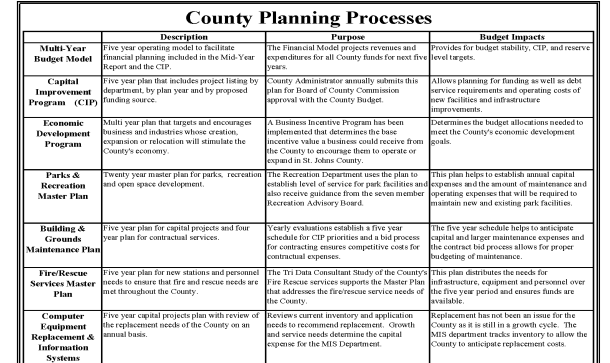 County Planning Processes
Description Purpose Budget Impacts
Multi-Year
Budget Model
Five year operating model to facilitate
financial planning included in the Mid-Year
Report and the CIP.
The Financial Model projects revenues and
expenditures for all County funds for next five
years.
Provides for budget stability, CIP, and reserve
level targets.
Capital
Improvement
Program (CIP)
Five year plan that includes project listing by
department, by plan year and by proposed
funding source.
County Administrator annually submits this
plan for Board of County Commission
approval with the County Budget.
Allows planning for funding as well as debt
service requirements and operating costs of
new facilities and infrastructure
improvements.
Economic
Development
Program
Multi year plan that targets and encourages
business and industries whose creation,
expansion or relocation will stimulate the
County's economy.
A Business Incentive Program has been
implemented that determines the base
incentive value a business could receive from
the County to encourage them to operate or
expand in St. Johns County.
Determines the budget allocations needed to
meet the County's economic development
goals.
Parks &
Recreation
Master Plan
Twenty year master plan for parks, recreation
and open space development.
The Recreation Department uses the plan to
establish level of service for park facilities and
also receive guidance from the seven member
Recreation Advisory Board.
This plan helps to establish annual capital
expenses and the amount of maintenance and
operating expenses that will be required to
maintain new and existing park facilities.
Building &
Grounds
Maintenance Plan
Five year plan for capital projects and four
year plan for contractual services.
Yearly evaluations establish a five year
schedule for CIP priorities and a bid process
for contracting ensures competitive costs for
contractual expenses.
The five year schedule helps to anticipate
capital and larger maintenance expenses and
the contract bid process allows for proper
budgeting of maintenance.
Fire/Rescue
Services Master
Plan
Five year plan for new stations and personnel
needs to ensure that fire and rescue needs are
met throughout the County.
The Tri Data Consultant Study of the County's
Fire Rescue services supports the Master Plan
that addresses the fire/rescue service needs of
the County.
This plan distributes the needs for
infrastructure, equipment and personnel over
the five year period and ensures funds are
available.
Computer
Equipment
Replacement &
Information
Systems
Five year capital projects plan with review of
the replacement needs of the County on an
annual basis.
Reviews current inventory and application
needs to recommend replacement. Growth
and service needs determine the capital
expense for the MIS Department.
Replacement has not been an issue for the
County as it is still in a growth cycle. The
MIS department tracks inventory to allow the
County to anticipate replacement costs.